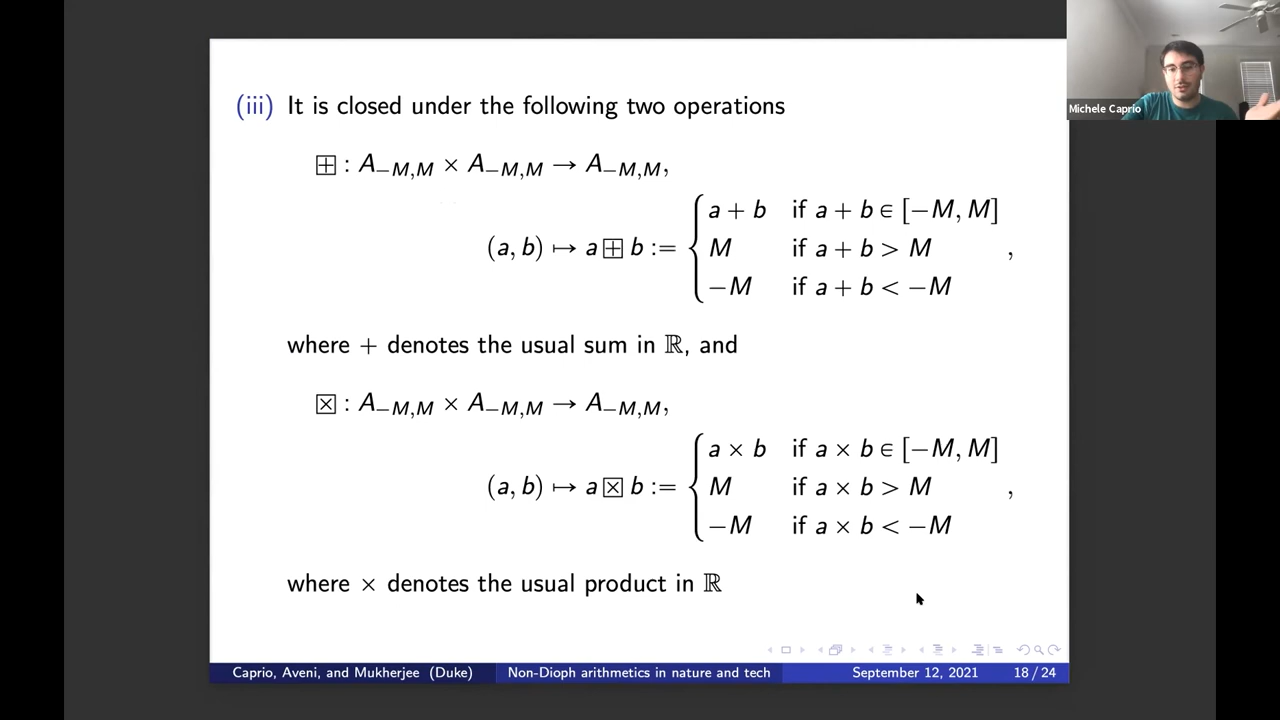 Michele Caprio
(iii) It is closed under the following two operations
⊞ : A₋M,M × A₋M,M → A₋M,M,
a + b if a + b ∈ [−M, M]
(a, b) ↦ a ⊞ b := { M if a + b > M ,
−M if a + b < −M
where + denotes the usual sum in ℝ, and
⊠ : A₋M,M × A₋M,M → A₋M,M,
a × b if a × b ∈ [−M, M]
(a, b) ↦ a ⊠ b := { M if a × b > M ,
−M if a × b < −M
where × denotes the usual product in ℝ
Caprio, Aveni, and Mukherjee (Duke) Non-Dioph arithmetics in nature and tech September 12, 2021 18 / 24